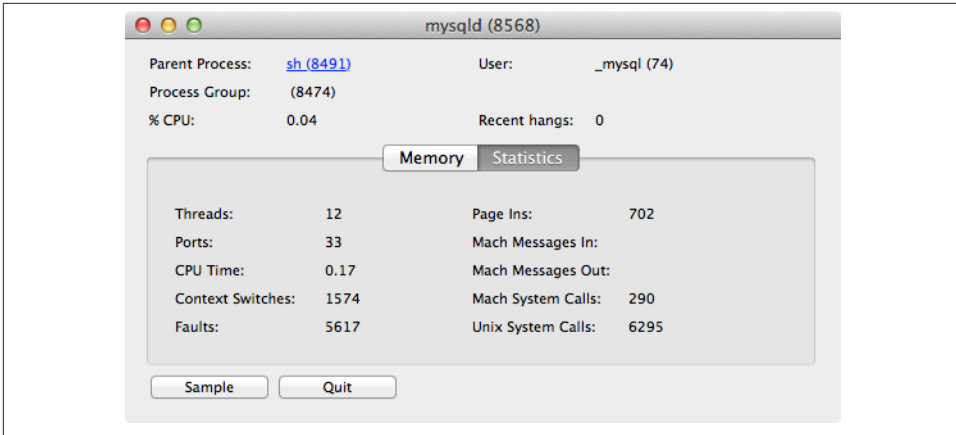 mysqld (8568)
Parent Process: sh (8491) User: _mysql (74)
Process Group: (8474)
% CPU: 0.04 Recent hangs: 0
Memory Statistics
Threads: 12 Page Ins: 702
Ports: 33 Mach Messages In:
CPU Time: 0.17 Mach Messages Out:
Context Switches: 1574 Mach System Calls: 290
Faults: 5617 Unix System Calls: 6295
Sample Quit